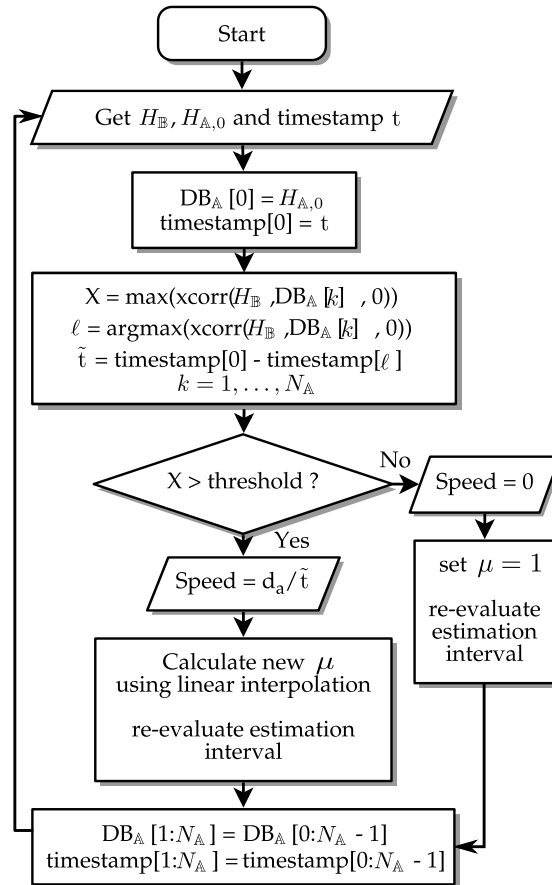 Start
Get H_𝔹, H_𝔸,0 and timestamp t
DB_𝔸 [0] = H_𝔸,0
timestamp[0] = t
X = max(xcorr(H_𝔹 ,DB_𝔸 [k] , 0))
ℓ = argmax(xcorr(H_𝔹 ,DB_𝔸 [k] , 0))
t̃ = timestamp[0] - timestamp[ℓ]
k = 1, . . . , N_𝔸
X > threshold ?
No
Speed = 0
Yes
set μ = 1
re-evaluate
estimation
interval
Speed = d_a/t̃
Calculate new μ
using linear interpolation
re-evaluate estimation
interval
DB_𝔸 [1:N_𝔸] = DB_𝔸 [0:N_𝔸 - 1]
timestamp[1:N_𝔸] = timestamp[0:N_𝔸 - 1]